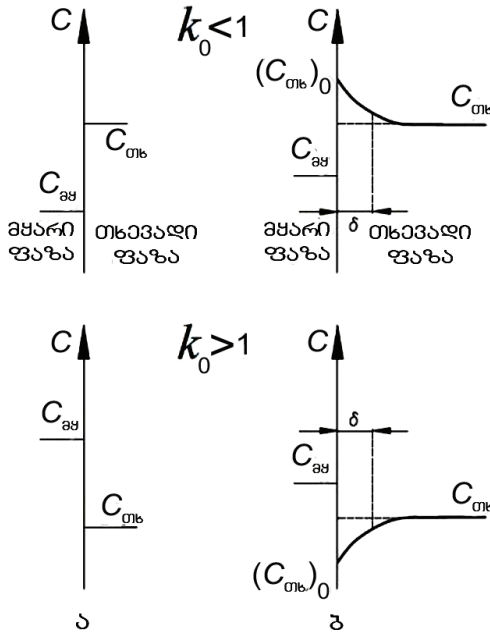 C
k₀<1
C
(Cთხ)₀
Cთხ
Cთხ
Cმყ
Cმყ
მყარი
ფაზა
თხევადი
ფაზა
მყარი
ფაზა
δ
თხევადი
ფაზა
C
k₀>1
C
Cმყ
δ
Cმყ
Cთხ
Cთხ
(Cთხ)₀
ა
ბ